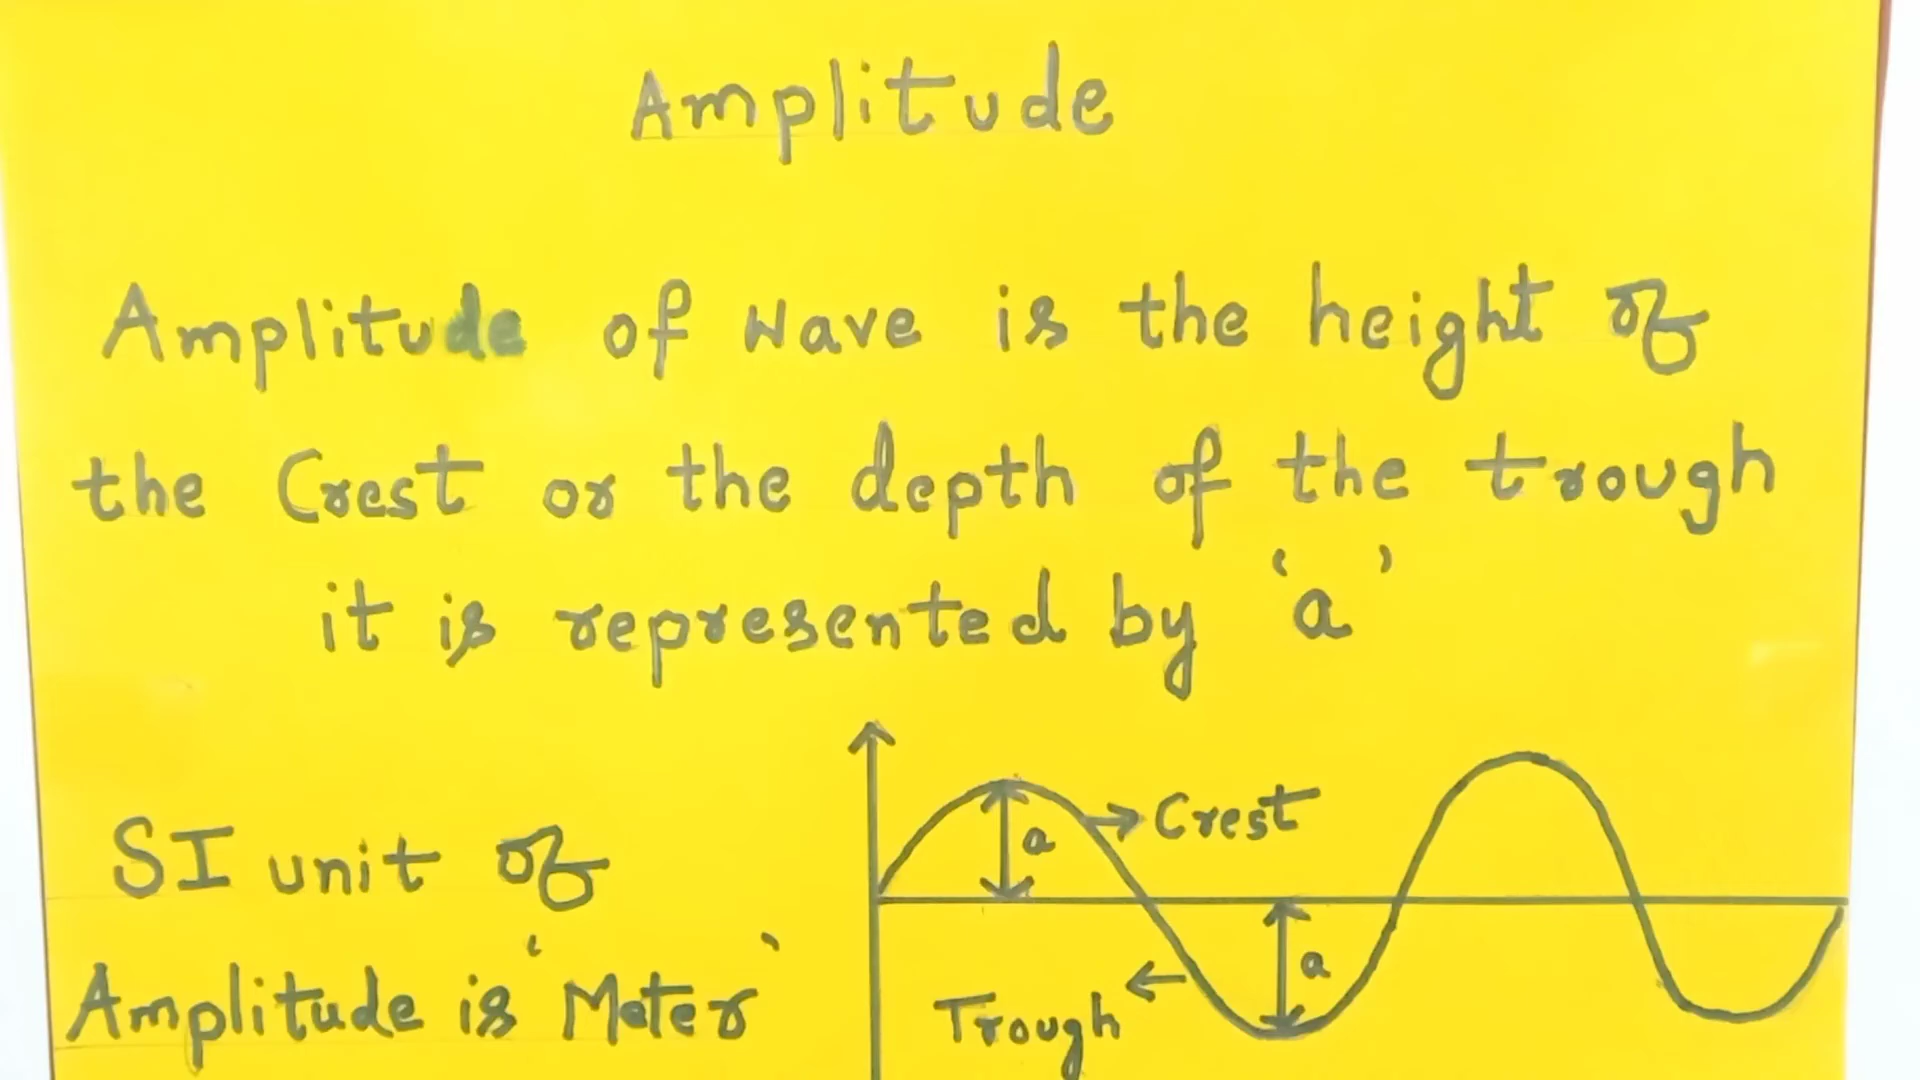 Amplitude
Amplitude of wave is the height of
the Crest or the depth of the trough
it is represented by 'a'
SI unit of
Amplitude is 'Meter'
a
Crest
a
Trough